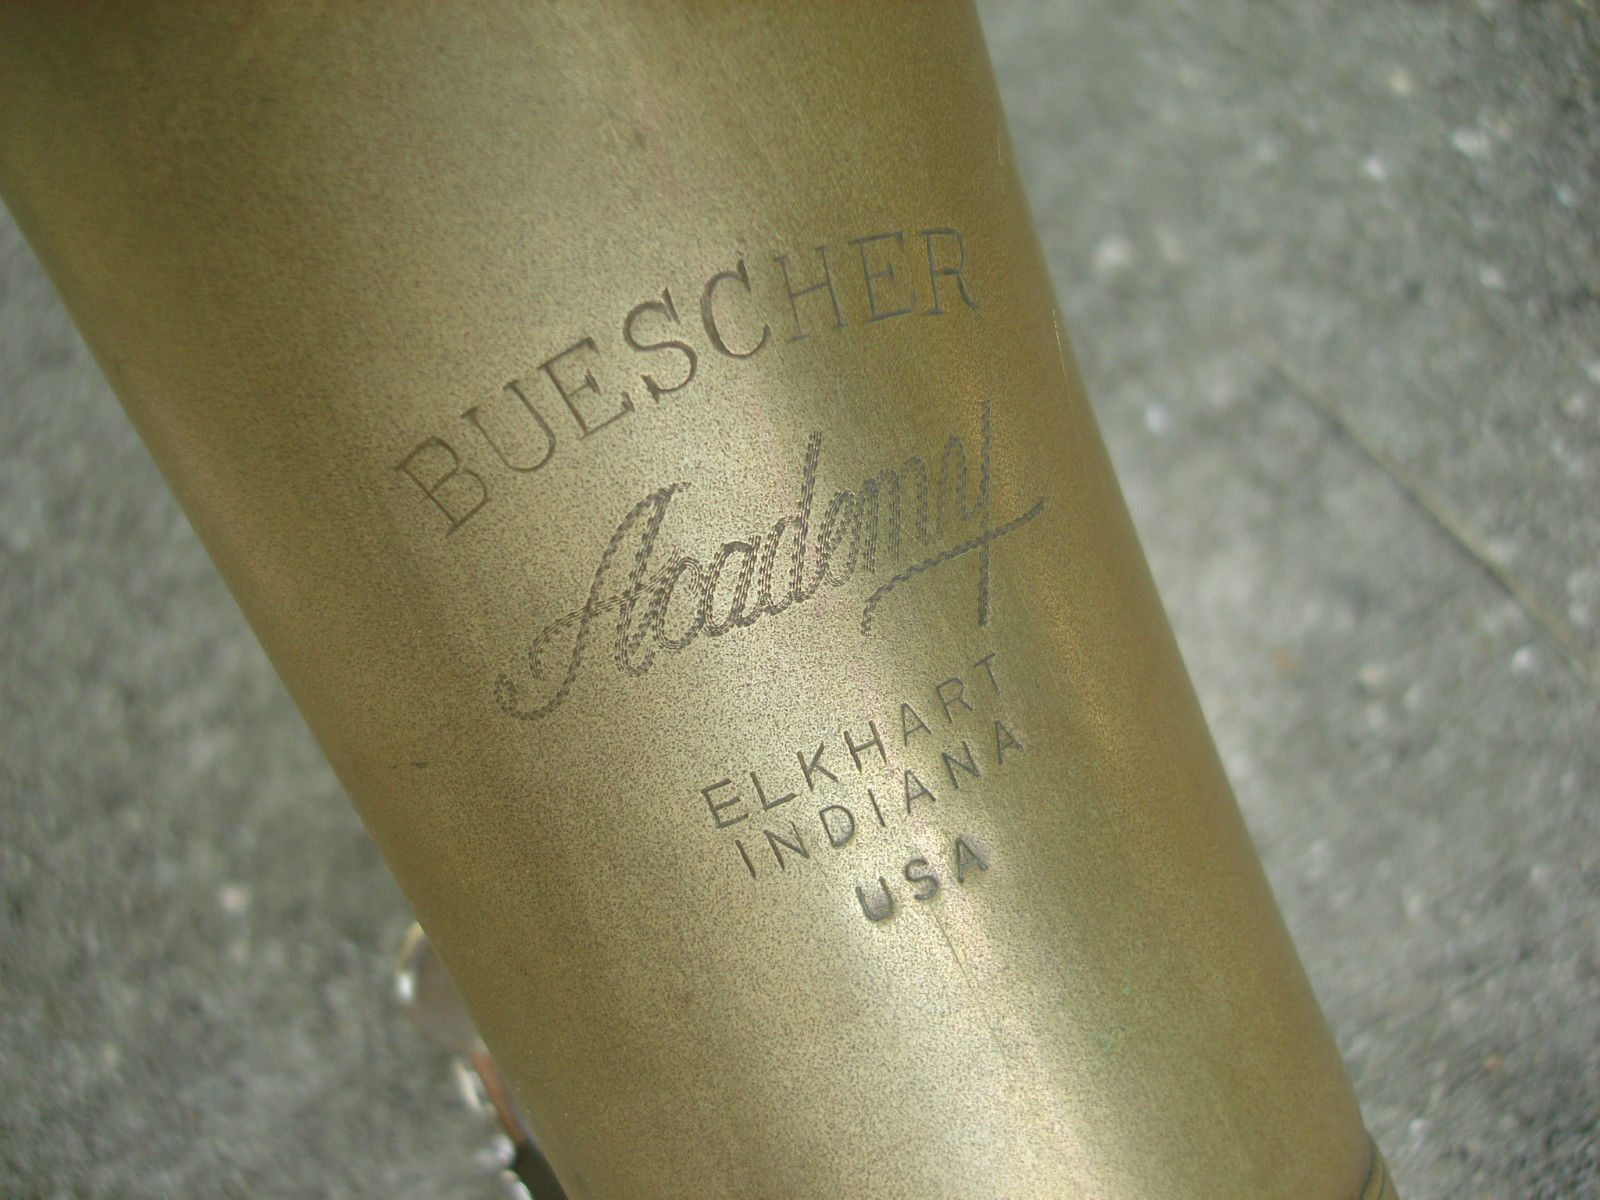 BUESCHER
Academy
ELKHART
INDIANA
USA